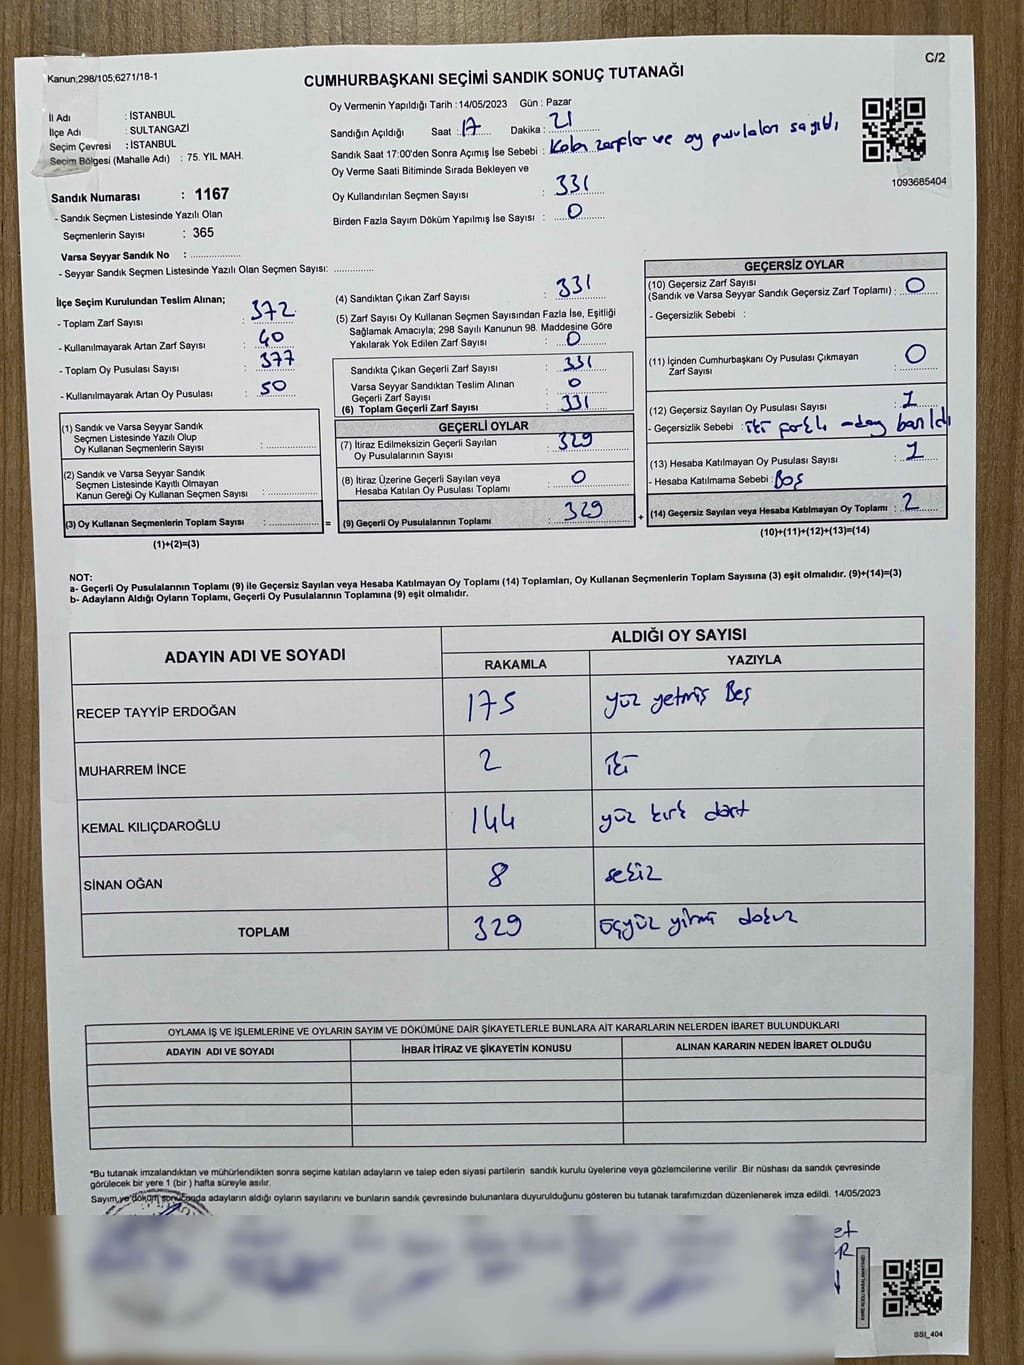 Kanun;298/105;6271/18-1
C/2
CUMHURBAŞKANI SEÇİMİ SANDIK SONUÇ TUTANAĞI
İl Adı : İSTANBUL
İlçe Adı : SULTANGAZİ
Seçim Çevresi : İSTANBUL
Seçim Bölgesi (Mahalle Adı) : 75. YIL MAH.
Sandık Numarası : 1167
- Sandık Seçmen Listesinde Yazılı Olan
Seçmenlerin Sayısı : 365
Varsa Seyyar Sandık No : ..................
- Seyyar Sandık Seçmen Listesinde Yazılı Olan Seçmen Sayısı: ..............
Oy Vermenin Yapıldığı Tarih :14/05/2023 Gün : Pazar
Sandığın Açıldığı Saat : 17 Dakika : 21
Sandık Saat 17:00'den Sonra Açımış İse Sebebi : Kalan zarflar ve oy pusulaları sayıldı
Oy Verme Saati Bitiminde Sırada Bekleyen ve
Oy Kullandırılan Seçmen Sayısı : 331
Birden Fazla Sayım Döküm Yapılmış İse Sayısı : 0
1093685404
İlçe Seçim Kurulundan Teslim Alınan;
- Toplam Zarf Sayısı : 372
- Kullanılmayarak Artan Zarf Sayısı : 40
- Toplam Oy Pusulası Sayısı : 377
- Kullanılmayarak Artan Oy Pusulası : 50
(1) Sandık ve Varsa Seyyar Sandık
Seçmen Listesinde Yazılı Olup
Oy Kullanan Seçmenlerin Sayısı : ............
(2) Sandık ve Varsa Seyyar Sandık
Seçmen Listesinde Kayıtlı Olmayan
Kanun Gereği Oy Kullanan Seçmen Sayısı : ............
(3) Oy Kullanan Seçmenlerin Toplam Sayısı : ............ =
(1)+(2)=(3)
(4) Sandıktan Çıkan Zarf Sayısı : 331
(5) Zarf Sayısı Oy Kullanan Seçmen Sayısından Fazla İse, Eşitliği
Sağlamak Amacıyla; 298 Sayılı Kanunun 98. Maddesine Göre
Yakılarak Yok Edilen Zarf Sayısı : 0
Sandıkta Çıkan Geçerli Zarf Sayısı : 331
Varsa Seyyar Sandıktan Teslim Alınan
Geçerli Zarf Sayısı : 0
(6) Toplam Geçerli Zarf Sayısı : 331
GEÇERLİ OYLAR
(7) İtiraz Edilmeksizin Geçerli Sayılan
Oy Pusulalarının Sayısı : 329
(8) İtiraz Üzerine Geçerli Sayılan veya
Hesaba Katılan Oy Pusulası Toplamı : 0
(9) Geçerli Oy Pusulalarının Toplamı : 329 +
GEÇERSİZ OYLAR
(10) Geçersiz Zarf Sayısı
(Sandık ve Varsa Seyyar Sandık Geçersiz Zarf Toplamı) : 0
- Geçersizlik Sebebi :
(11) İçinden Cumhurbaşkanı Oy Pusulası Çıkmayan
Zarf Sayısı : 0
(12) Geçersiz Sayılan Oy Pusulası Sayısı : 1
- Geçersizlik Sebebi : iki farklı aday basıldı
(13) Hesaba Katılmayan Oy Pusulası Sayısı : 1
- Hesaba Katılmama Sebebi : Boş
(14) Geçersiz Sayılan veya Hesaba Katılmayan Oy Toplamı : 2
(10)+(11)+(12)+(13)=(14)
NOT:
a- Geçerli Oy Pusulalarının Toplamı (9) ile Geçersiz Sayılan veya Hesaba Katılmayan Oy Toplamı (14) Toplamları, Oy Kullanan Seçmenlerin Toplam Sayısına (3) eşit olmalıdır. (9)+(14)=(3)
b- Adayların Aldığı Oyların Toplamı, Geçerli Oy Pusulalarının Toplamına (9) eşit olmalıdır.
ADAYIN ADI VE SOYADI
ALDIĞI OY SAYISI
RAKAMLA YAZIYLA
RECEP TAYYİP ERDOĞAN 175 yüz yetmiş Beş
MUHARREM İNCE 2 iki
KEMAL KILIÇDAROĞLU 144 yüz kırk dört
SİNAN OĞAN 8 sekiz
TOPLAM 329 üçyüz yirmi dokuz
OYLAMA İŞ VE İŞLEMLERİNE VE OYLARIN SAYIM VE DÖKÜMÜNE DAİR ŞİKAYETLERLE BUNLARA AİT KARARLARIN NELERDEN İBARET BULUNDUKLARI
ADAYIN ADI VE SOYADI İHBAR İTİRAZ VE ŞİKAYETİN KONUSU ALINAN KARARIN NEDEN İBARET OLDUĞU
*Bu tutanak imzalandıktan ve mühürlendikten sonra seçime katılan adayların ve talep eden siyasi partilerin sandık kurulu üyelerine veya gözlemcilerine verilir .Bir nüshası da sandık çevresinde
görülecek bir yere 1 (bir ) hafta süreyle asılır.
Sayım ve döküm sonucunda adayların aldığı oyların sayılarını ve bunların sandık çevresinde bulunanlara duyurulduğunu gösteren bu tutanak tarafımızdan düzenlenerek imza edildi. 14/05/2023
SSI_404